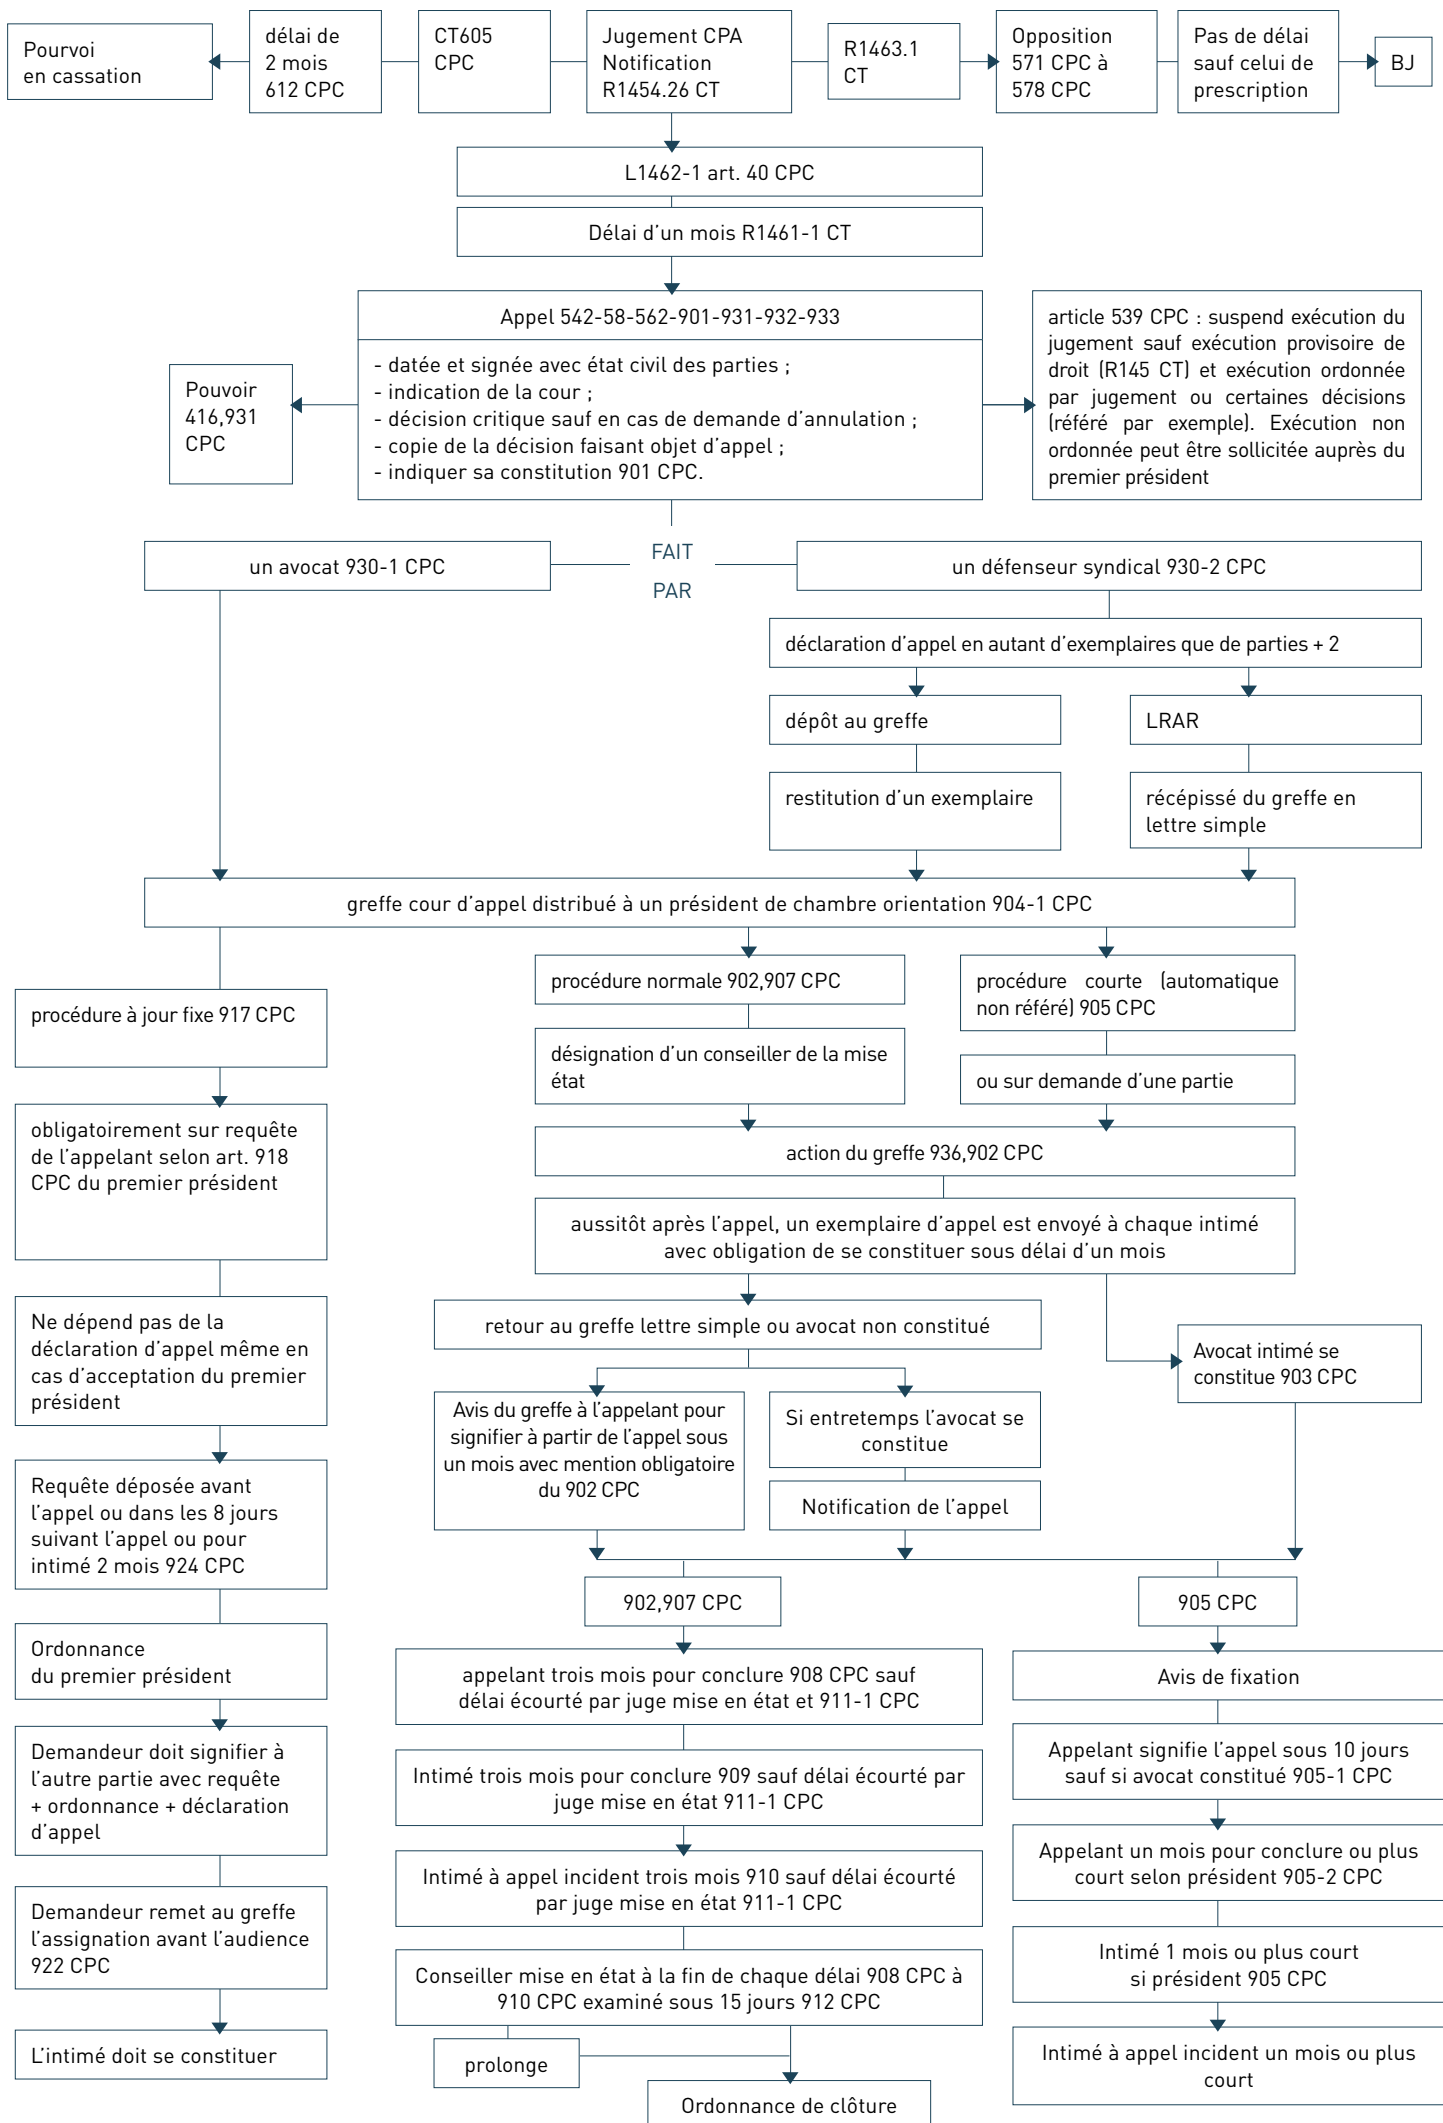 Pourvoi
en cassation
délai de
2 mois
612 CPC
CT605
CPC
Jugement CPA
Notification
R1454.26 CT
R1463.1
CT
Opposition
571 CPC à
578 CPC
Pas de délai
sauf celui de
prescription
BJ
L1462-1 art. 40 CPC
Délai d'un mois R1461-1 CT
Appel 542-58-562-901-931-932-933
- datée et signée avec état civil des parties ;
- indication de la cour ;
- décision critique sauf en cas de demande d'annulation ;
- copie de la décision faisant objet d'appel ;
- indiquer sa constitution 901 CPC.
Pouvoir
416,931
CPC
article 539 CPC : suspend exécution du
jugement sauf exécution provisoire de
droit (R145 CT) et exécution ordonnée
par jugement ou certaines décisions
(référé par exemple). Exécution non
ordonnée peut être sollicitée auprès du
premier président
FAIT
PAR
un avocat 930-1 CPC
un défenseur syndical 930-2 CPC
déclaration d'appel en autant d'exemplaires que de parties + 2
dépôt au greffe
LRAR
restitution d'un exemplaire
récépissé du greffe en
lettre simple
greffe cour d'appel distribué à un président de chambre orientation 904-1 CPC
procédure à jour fixe 917 CPC
procédure normale 902,907 CPC
procédure courte (automatique
non référé) 905 CPC
désignation d'un conseiller de la mise
état
ou sur demande d'une partie
obligatoirement sur requête
de l'appelant selon art. 918
CPC du premier président
action du greffe 936,902 CPC
aussitôt après l'appel, un exemplaire d'appel est envoyé à chaque intimé
avec obligation de se constituer sous délai d'un mois
Ne dépend pas de la
déclaration d'appel même en
cas d'acceptation du premier
président
retour au greffe lettre simple ou avocat non constitué
Avocat intimé se
constitue 903 CPC
Avis du greffe à l'appelant pour
signifier à partir de l'appel sous
un mois avec mention obligatoire
du 902 CPC
Si entretemps l'avocat se
constitue
Notification de l'appel
Requête déposée avant
l'appel ou dans les 8 jours
suivant l'appel ou pour
intimé 2 mois 924 CPC
902,907 CPC
905 CPC
Ordonnance
du premier président
appelant trois mois pour conclure 908 CPC sauf
délai écourté par juge mise en état et 911-1 CPC
Avis de fixation
Demandeur doit signifier à
l'autre partie avec requête
+ ordonnance + déclaration
d'appel
Intimé trois mois pour conclure 909 sauf délai écourté par
juge mise en état 911-1 CPC
Appelant signifie l'appel sous 10 jours
sauf si avocat constitué 905-1 CPC
Intimé à appel incident trois mois 910 sauf délai écourté
par juge mise en état 911-1 CPC
Appelant un mois pour conclure ou plus
court selon président 905-2 CPC
Demandeur remet au greffe
l'assignation avant l'audience
922 CPC
Conseiller mise en état à la fin de chaque délai 908 CPC à
910 CPC examiné sous 15 jours 912 CPC
Intimé 1 mois ou plus court
si président 905 CPC
L'intimé doit se constituer
prolonge
Intimé à appel incident un mois ou plus
court
Ordonnance de clôture